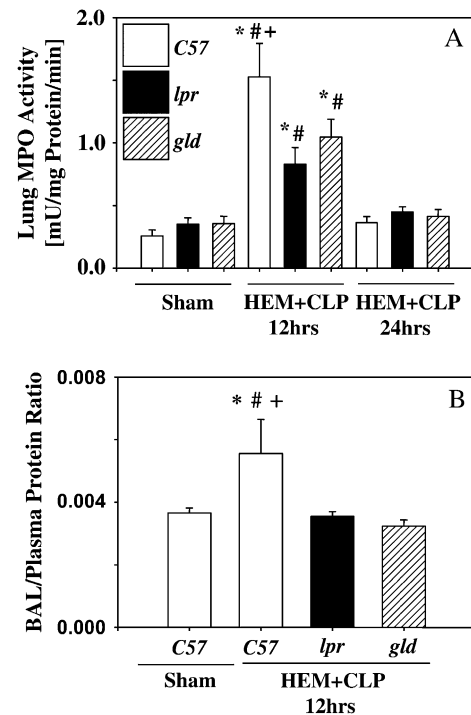 A
2.0
1.0
0.0
Lung MPO Activity
[mU/mg Protein/min]
C57
lpr
gld
* # +
* #
* #
Sham
HEM+CLP
12hrs
HEM+CLP
24hrs
B
0.008
0.004
0.000
BAL/Plasma Protein Ratio
* # +
C57
C57
lpr
gld
Sham
HEM+CLP
12hrs